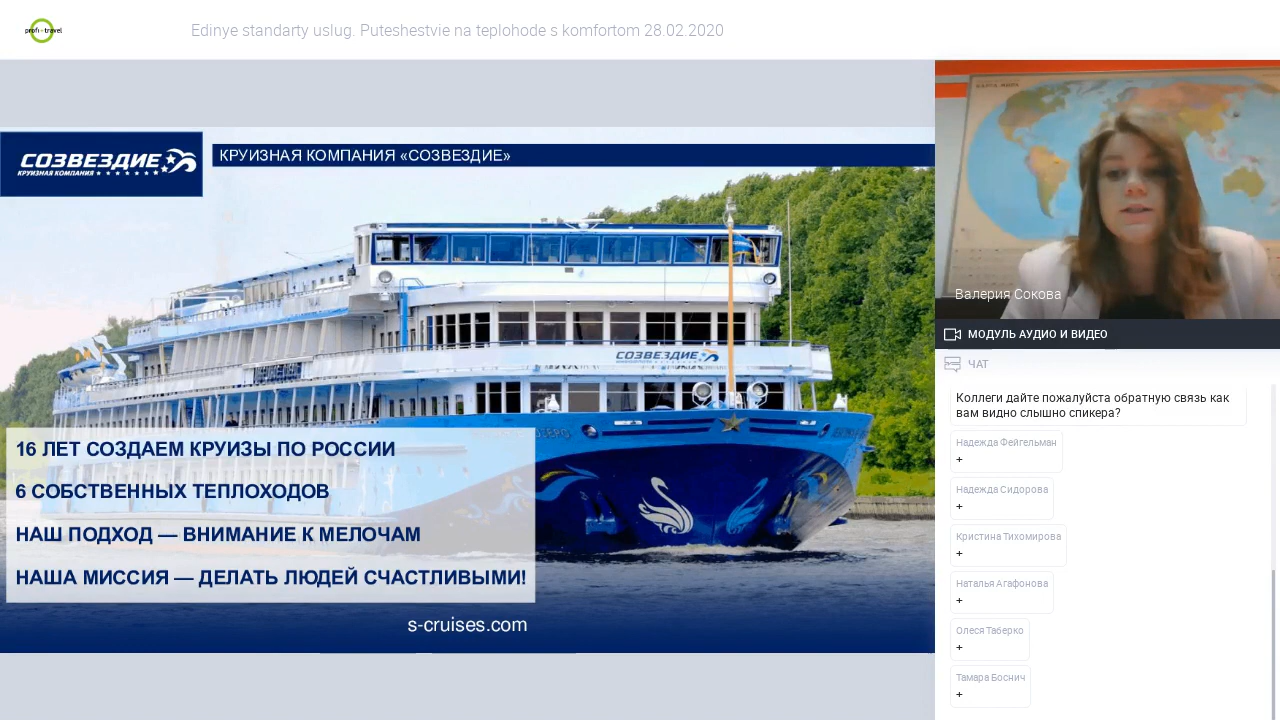 profi travel
Edinye standarty uslug. Puteshestvie na teplohode s komfortom 28.02.2020
СОЗВЕЗДИЕ
КРУИЗНАЯ КОМПАНИЯ
КРУИЗНАЯ КОМПАНИЯ «СОЗВЕЗДИЕ»
СОЗВЕЗДИЕ
16 ЛЕТ СОЗДАЕМ КРУИЗЫ ПО РОССИИ
6 СОБСТВЕННЫХ ТЕПЛОХОДОВ
НАШ ПОДХОД — ВНИМАНИЕ К МЕЛОЧАМ
НАША МИССИЯ — ДЕЛАТЬ ЛЮДЕЙ СЧАСТЛИВЫМИ!
s-cruises.com
КАРТА МИРА
Валерия Сокова
МОДУЛЬ АУДИО И ВИДЕО
ЧАТ
Коллеги дайте пожалуйста обратную связь как
вам видно слышно спикера?
Надежда Фейгельман
+
Надежда Сидорова
+
Кристина Тихомирова
+
Наталья Агафонова
+
Олеся Таберко
+
Тамара Боснич
+